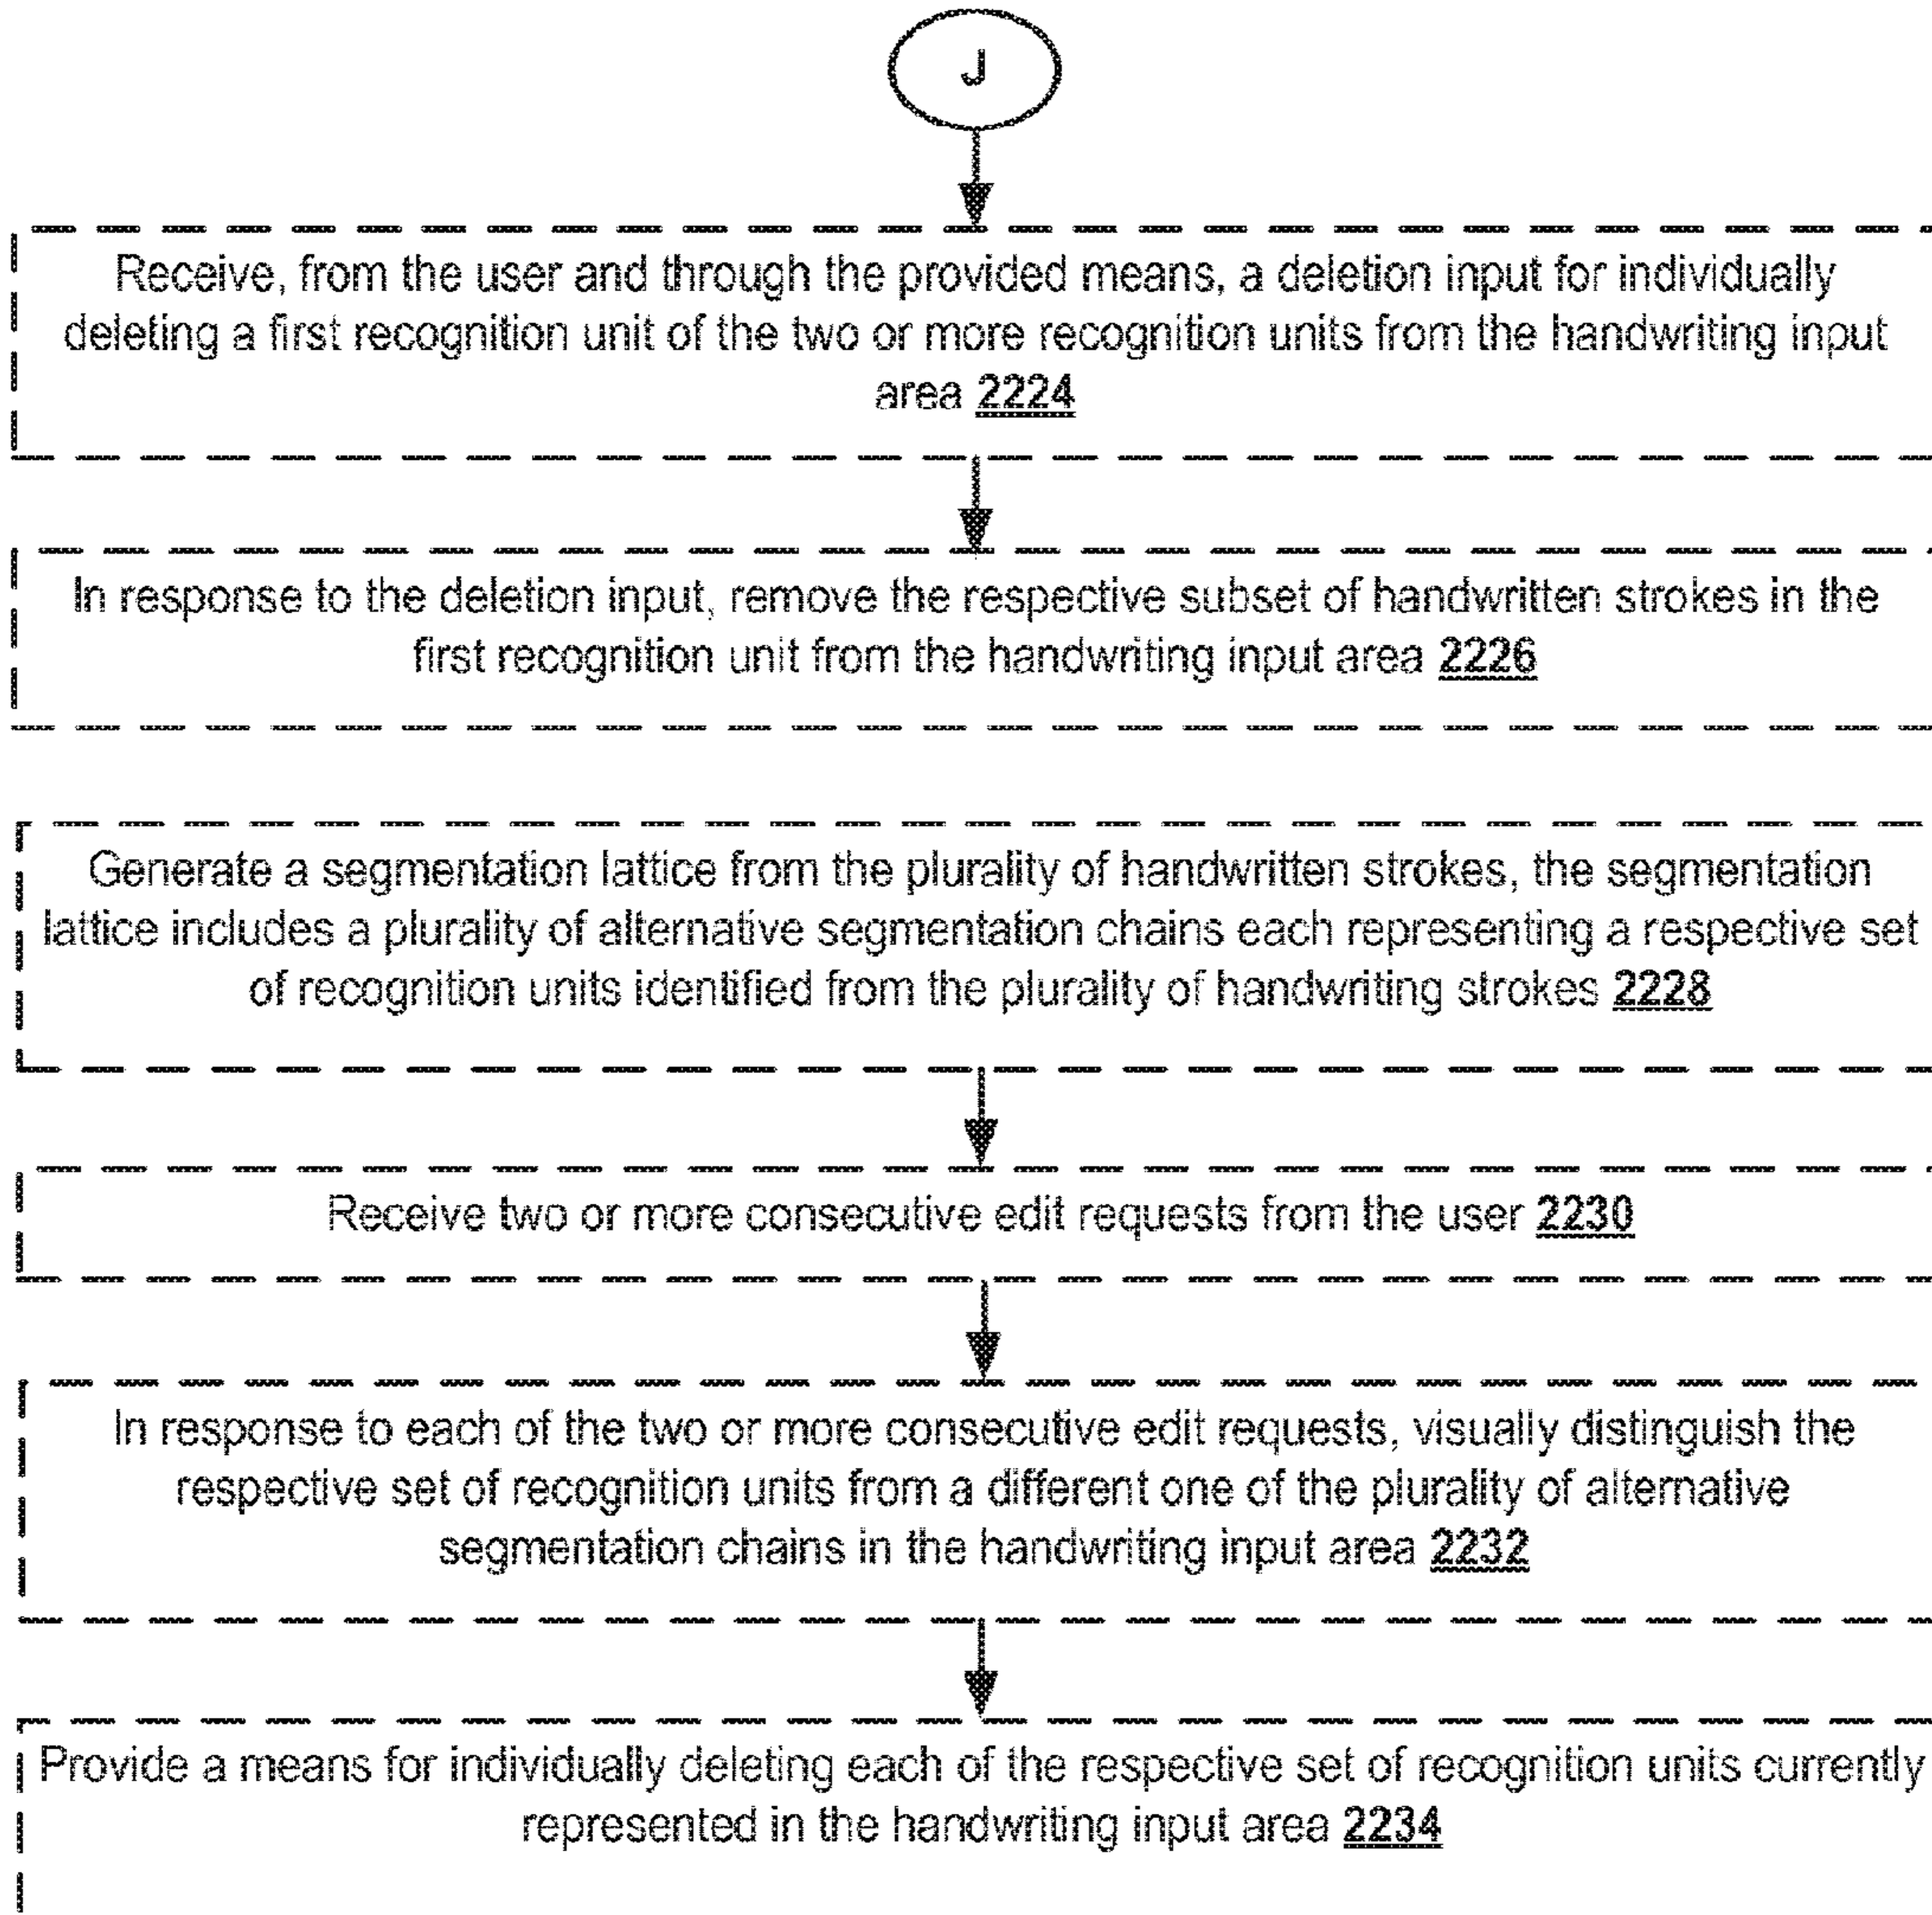 J
Receive, from the user and through the provided means, a deletion input for individually
deleting a first recognition unit of the two or more recognition units from the handwriting input
area 2224
In response to the deletion input, remove the respective subset of handwritten strokes in the
first recognition unit from the handwriting input area 2226
Generate a segmentation lattice from the plurality of handwritten strokes, the segmentation
lattice includes a plurality of alternative segmentation chains each representing a respective set
of recognition units identified from the plurality of handwriting strokes 2228
Receive two or more consecutive edit requests from the user 2230
In response to each of the two or more consecutive edit requests, visually distinguish the
respective set of recognition units from a different one of the plurality of alternative
segmentation chains in the handwriting input area 2232
Provide a means for individually deleting each of the respective set of recognition units currently
represented in the handwriting input area 2234